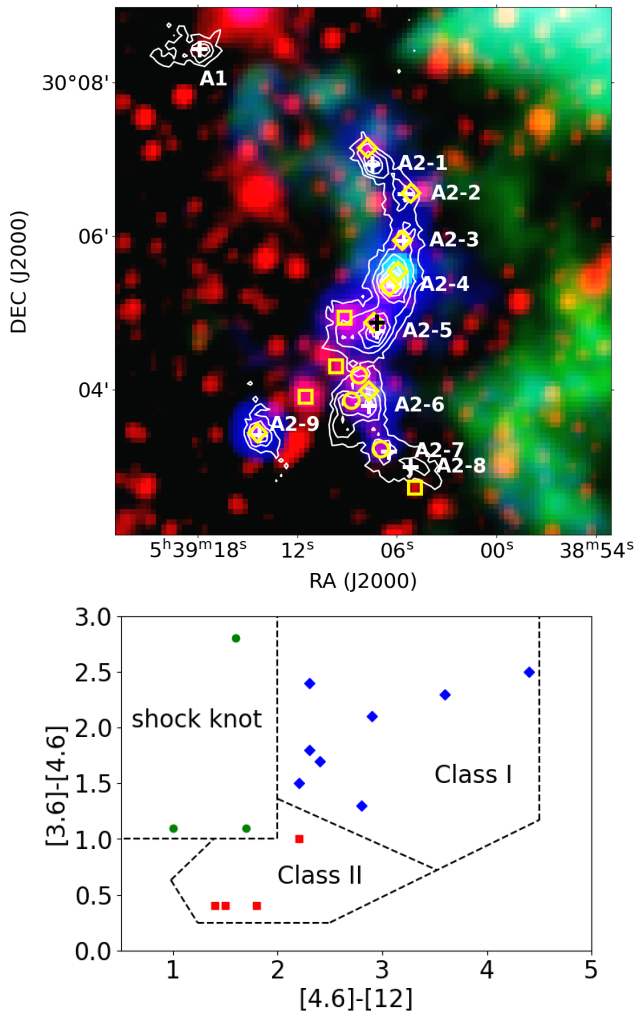 A1
30°08'
A2-1
A2-2
06'
A2-3
A2-4
A2-5
04'
A2-6
A2-9
A2-7
A2-8
DEC (J2000)
5ʰ39ᵐ18ˢ 12ˢ 06ˢ 00ˢ 38ᵐ54ˢ
RA (J2000)
3.0
2.5
shock knot
2.0
Class I
1.5
1.0
Class II
0.5
0.0
[3.6]-[4.6]
1 2 3 4 5
[4.6]-[12]